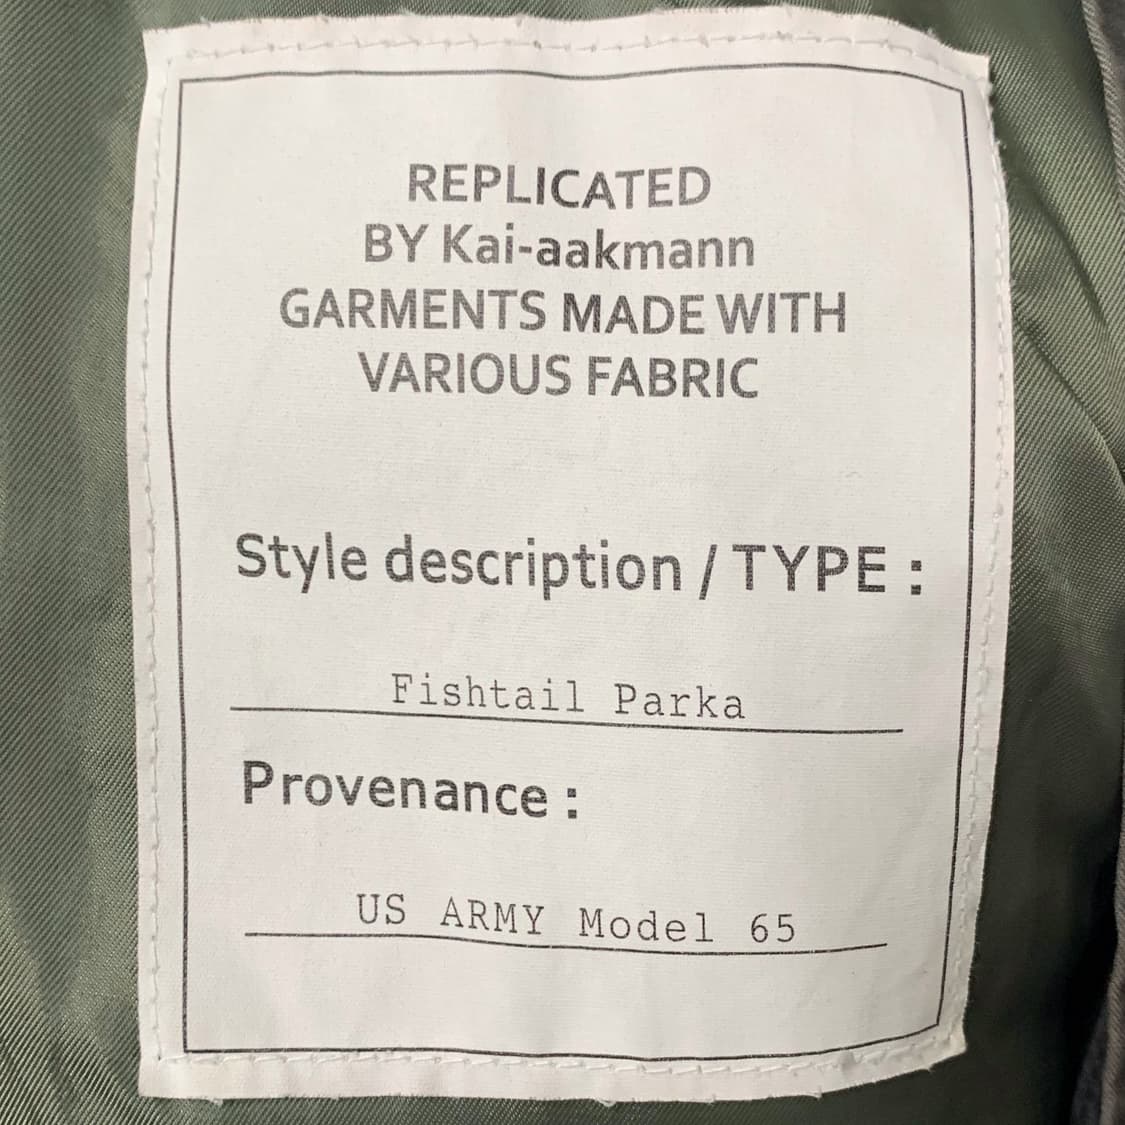 REPLICATED
BY Kai-aakmann
GARMENTS MADE WITH
VARIOUS FABRIC
Style description / TYPE :
Fishtail Parka
Provenance :
US ARMY Model 65